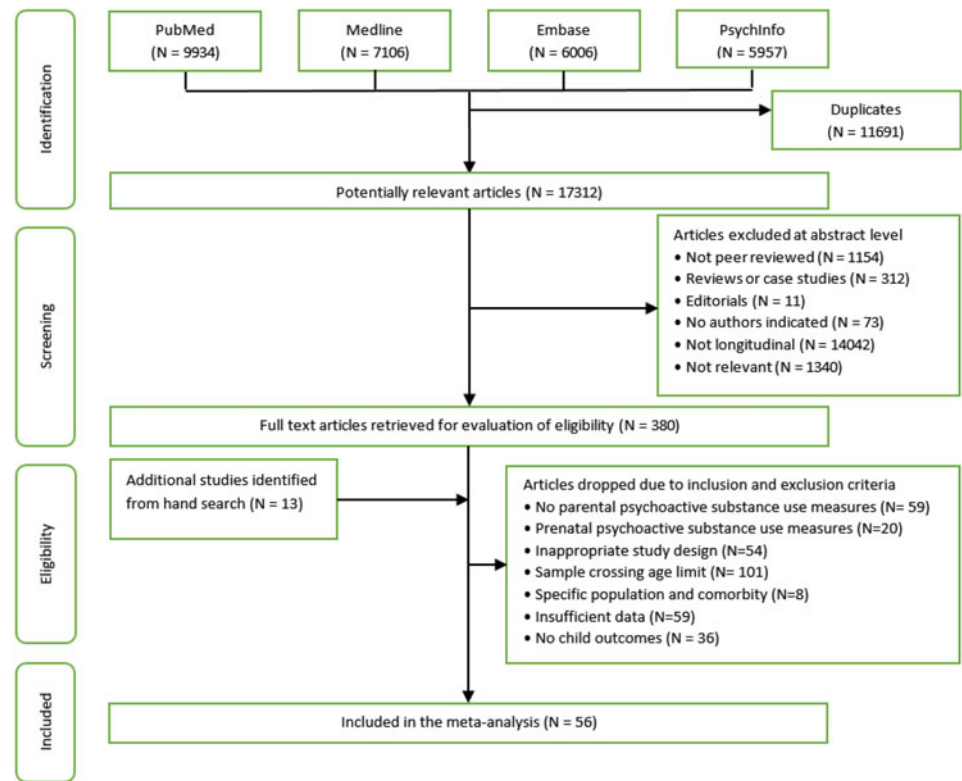 Identification
PubMed
(N = 9934)
Medline
(N = 7106)
Embase
(N = 6006)
PsychInfo
(N = 5957)
Duplicates
(N = 11691)
Potentially relevant articles (N = 17312)
Screening
Articles excluded at abstract level
• Not peer reviewed (N = 1154)
• Reviews or case studies (N = 312)
• Editorials (N = 11)
• No authors indicated (N = 73)
• Not longitudinal (N = 14042)
• Not relevant (N = 1340)
Full text articles retrieved for evaluation of eligibility (N = 380)
Eligibility
Additional studies identified
from hand search (N = 13)
Articles dropped due to inclusion and exclusion criteria
• No parental psychoactive substance use measures (N= 59)
• Prenatal psychoactive substance use measures (N=20)
• Inappropriate study design (N=54)
• Sample crossing age limit (N= 101)
• Specific population and comorbity (N=8)
• Insufficient data (N=59)
• No child outcomes (N = 36)
Included
Included in the meta-analysis (N = 56)